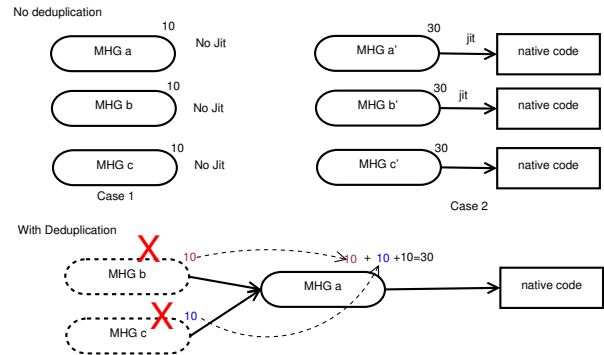 No deduplication
10
MHG a
No Jit
30
MHG a'
jit
native code
10
MHG b
No Jit
30
MHG b'
jit
native code
10
MHG c
No Jit
30
MHG c'
native code
Case 1
Case 2
With Deduplication
X
10
10 + 10 +10=30
MHG b
MHG a
native code
X
10
MHG c